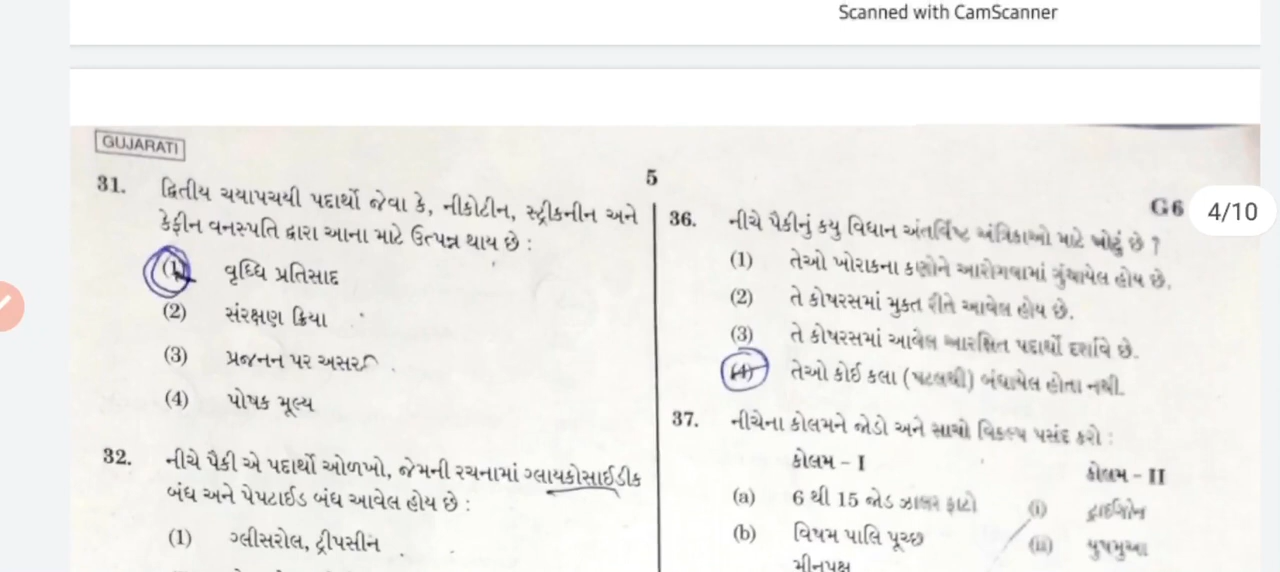 Scanned with CamScanner
GUJARATI
5
G6
4/10
31. દ્વિતીય ચયાપચયી પદાર્થો જેવા કે, નીકોટીન, સ્ટ્રીકનીન અને
કેફીન વનસ્પતિ દ્વારા આના માટે ઉત્પન્ન થાય છે :
(1) વૃધ્ધિ પ્રતિસાદ
(2) સંરક્ષણ ક્રિયા
(3) પ્રજનન પર અસર
(4) પોષક મૂલ્ય
32. નીચે પૈકી એ પદાર્થો ઓળખો, જેમની રચનામાં ગ્લાયકોસાઈડીક
બંધ અને પેપટાઈડ બંધ આવેલ હોય છે :
(1) ગ્લીસરોલ, ટ્રીપસીન
36. નીચે પૈકીનું કયુ વિધાન અંતર્વિષ્ટ અંત્રિકાઓ માટે ખોટું છે ?
(1) તેઓ ખોરાકના કણોને આરોગવામાં ગુંથાયેલ હોય છે.
(2) તે કોષરસમાં મુક્ત રીતે આવેલ હોય છે.
(3) તે કોષરસમાં આવેલ આરક્ષિત પદાર્થો દર્શાવે છે.
(4) તેઓ કોઈ કલા (પટલથી) બંધાયેલ હોતા નથી.
37. નીચેના કોલમને જોડો અને સાચો વિકલ્પ પસંદ કરો :
કોલમ - I કોલમ - II
(a) 6 થી 15 જોડ ઝાલર ફાટો (i) ટ્રાઈગોન
(b) વિષમ પાલિ પૂચ્છ (ii)
મીનપક્ષ